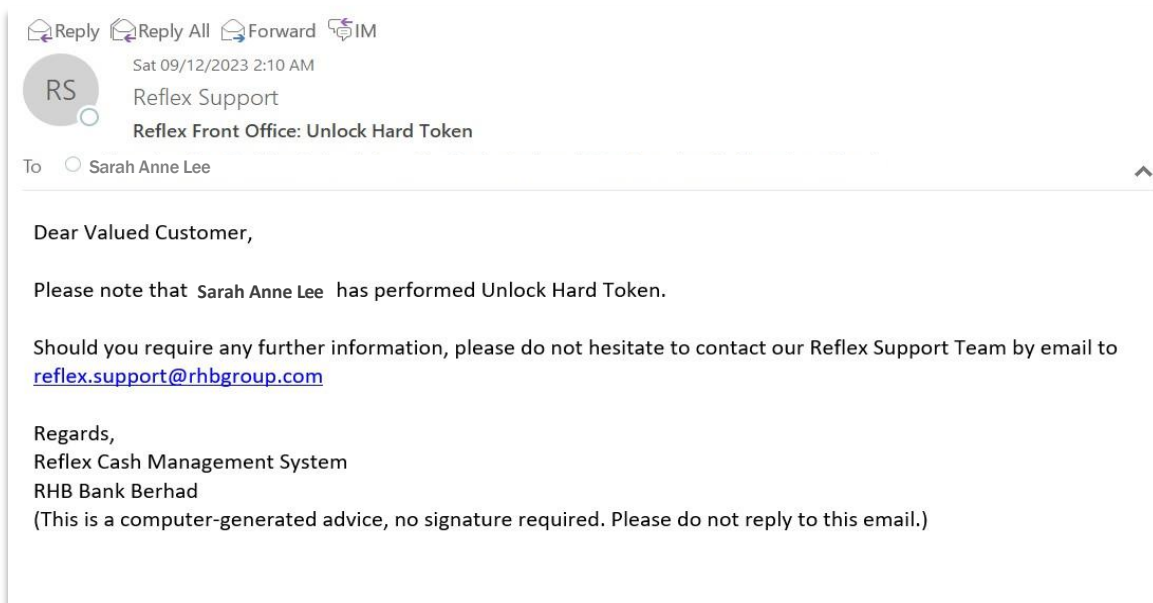 Reply Reply All Forward IM
Sat 09/12/2023 2:10 AM
RS
Reflex Support
Reflex Front Office: Unlock Hard Token
To Sarah Anne Lee
Dear Valued Customer,
Please note that Sarah Anne Lee has performed Unlock Hard Token.
Should you require any further information, please do not hesitate to contact our Reflex Support Team by email to
reflex.support@rhbgroup.com
Regards,
Reflex Cash Management System
RHB Bank Berhad
(This is a computer-generated advice, no signature required. Please do not reply to this email.)